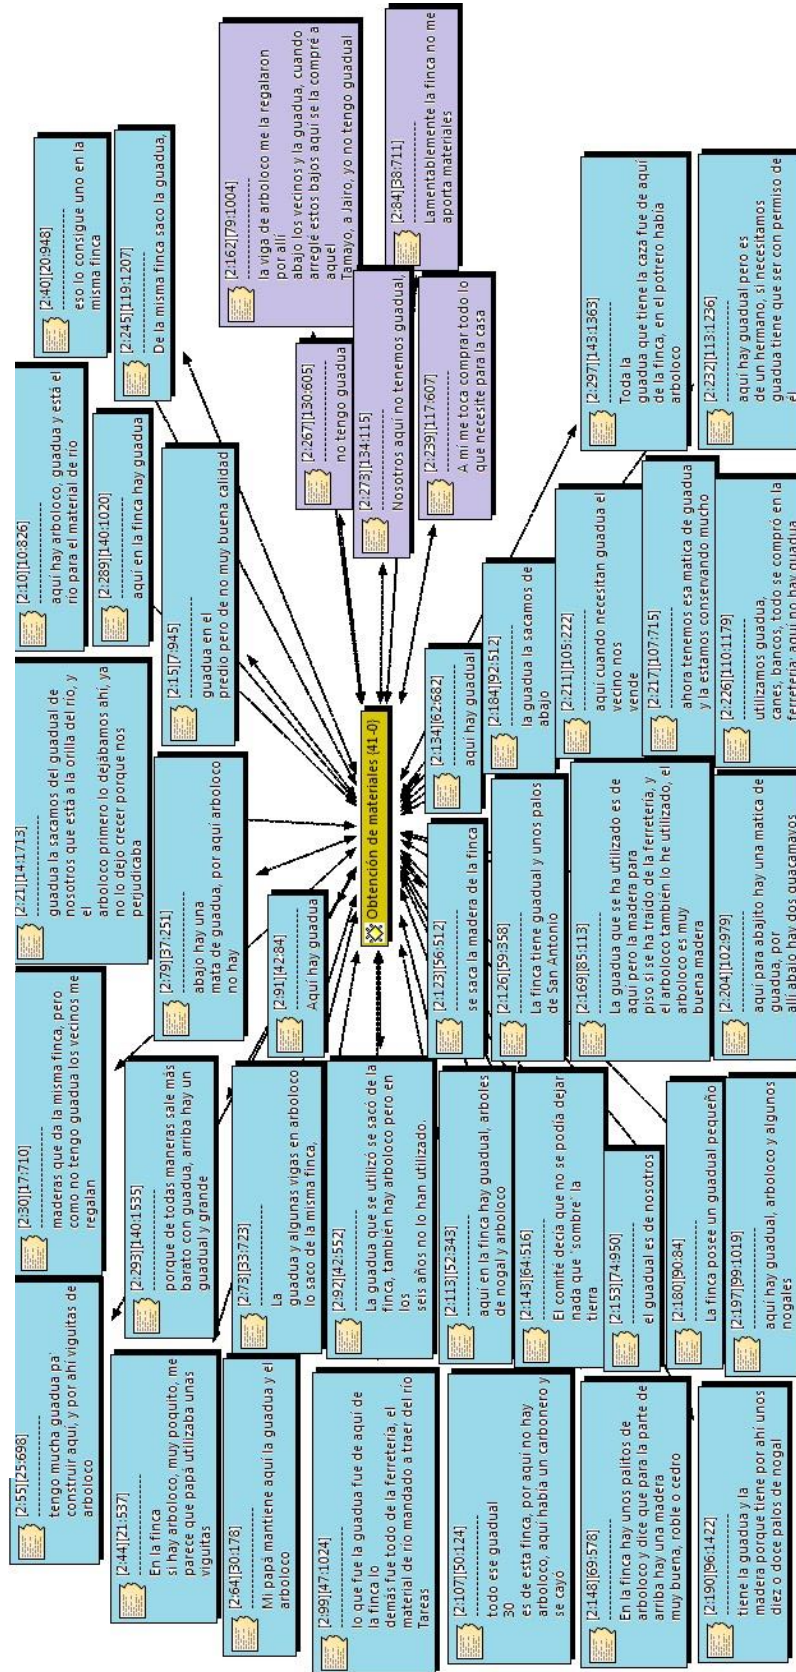 [2:55][25:698]
tengo mucha guadua pa´
construir aquí, y por ahí viguitas de
arboloco
[2:30][17:710]
maderas que da la misma finca, pero
como no tengo guadua los vecinos me
regalan
[2:21][14:1713]
guadua la sacamos del guadual de
nosotros que está a la orilla del río, y
el
arboloco primero lo dejábamos ahí, ya
no lo dejo crecer porque nos
perjudicaba
[2:10][10:826]
aquí hay arboloco, guadua y está el
río para el material de río
[2:40][20:948]
eso lo consigue uno en la
misma finca
[2:44][21:537]
En la finca
si hay arboloco, muy poquito, me
parece que papá utilizaba unas
viguitas
[2:293][140:1535]
porque de todas maneras sale más
barato con guadua, arriba hay un
guadual y grande
[2:79][37:251]
abajo hay una
mata de guadua, por aquí arboloco
no hay
[2:289][140:1020]
aquí en la finca hay guadua
[2:245][119:1207]
De la misma finca saco la guadua,
[2:15][7:945]
guadua en el
predio pero de no muy buena calidad
[2:64][30:178]
Mi papá mantiene aquí la guadua y el
arboloco
[2:73][33:723]
La
guadua y algunas vigas en arboloco
lo saco de la misma finca,
[2:91][42:84]
Aquí hay guadua
[2:162][79:1004]
la viga de arboloco me la regalaron
por allí
abajo los vecinos y la guadua, cuando
arreglé estos bajos aquí se la compré a
aquel
Tamayo, a Jairo, yo no tengo guadual
[2:267][130:605]
no tengo guadua
[2:99][47:1024]
lo que fue la guadua fue de aquí de
la finca lo
demás fue todo de la ferretería, el
material de río mandado a traer del río
Tareas
[2:92][42:552]
La guadua que se utilizó se sacó de la
finca, también hay arboloco pero en
los
seis años no lo han utilizado.
Obtención de materiales {41-0}
[2:273][134:115]
Nosotros aquí no tenemos guadual,
[2:84][38:711]
Lamentablemente la finca no me
aporta materiales
[2:239][117:607]
A mí me toca comprar todo lo
que necesite para la casa
[2:107][50:124]
todo ese guadual
30
es de esta finca, por aquí no hay
arboloco, aquí había un carbonero y
se cayó
[2:113][52:343]
aquí en la finca hay guadual, arboles
de nogal y arboloco
[2:123][56:512]
se saca la madera de la finca
[2:134][62:682]
aquí hay guadual
[2:143][64:516]
El comité decía que no se podía dejar
nada que ´sombre´ la
tierra
[2:126][59:358]
La finca tiene guadual y unos palos
de San Antonio
[2:184][92:512]
la guadua la sacamos de
abajo
[2:148][69:578]
En la finca hay unos palitos de
arboloco y dice que para la parte de
arriba hay una madera
muy buena, roble o cedro
[2:153][74:950]
el guadual es de nosotros
[2:169][85:113]
La guadua que se ha utilizado es de
aquí pero la madera para
piso si se ha traído de la ferretería, y
el arboloco también lo he utilizado, el
arboloco es muy
buena madera
[2:211][105:222]
aquí cuando necesitan guadua el
vecino nos
vende
[2:297][143:1363]
Toda la
guadua que tiene la caza fue de aquí
de la finca, en el potrero había
arboloco
[2:180][90:84]
La finca posee un guadual pequeño
[2:217][107:715]
ahora tenemos esa matica de guadua
y la estamos conservando mucho
[2:190][96:1422]
tiene la guadua y la
madera porque tiene por ahí unos
diez o doce palos de nogal
[2:197][99:1019]
aquí hay guadual, arboloco y algunos
nogales
[2:204][102:979]
aquí para abajito hay una matica de
guadua, por
allí abajo hay dos guacamayos
[2:226][110:1179]
utilizamos guadua,
canes, bancos, todo se compró en la
ferretería; aquí no hay guadua
[2:232][113:1236]
aquí hay guadual pero es
de un hermano, si necesitamos
guadua tiene que ser con permiso de
él